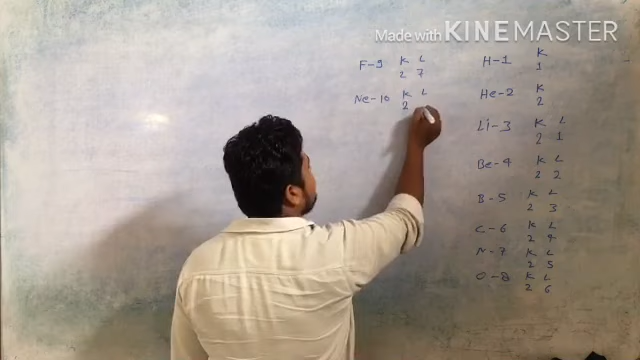 Made with KINEMASTER
H-1 K
1
He-2 K
2
Li-3 K L
2 1
Be-4 K L
2 2
B-5 K L
2 3
C-6 K L
2 4
N-7 K L
2 5
O-8 K L
2 6
F-9 K L
2 7
Ne-10 K L
2